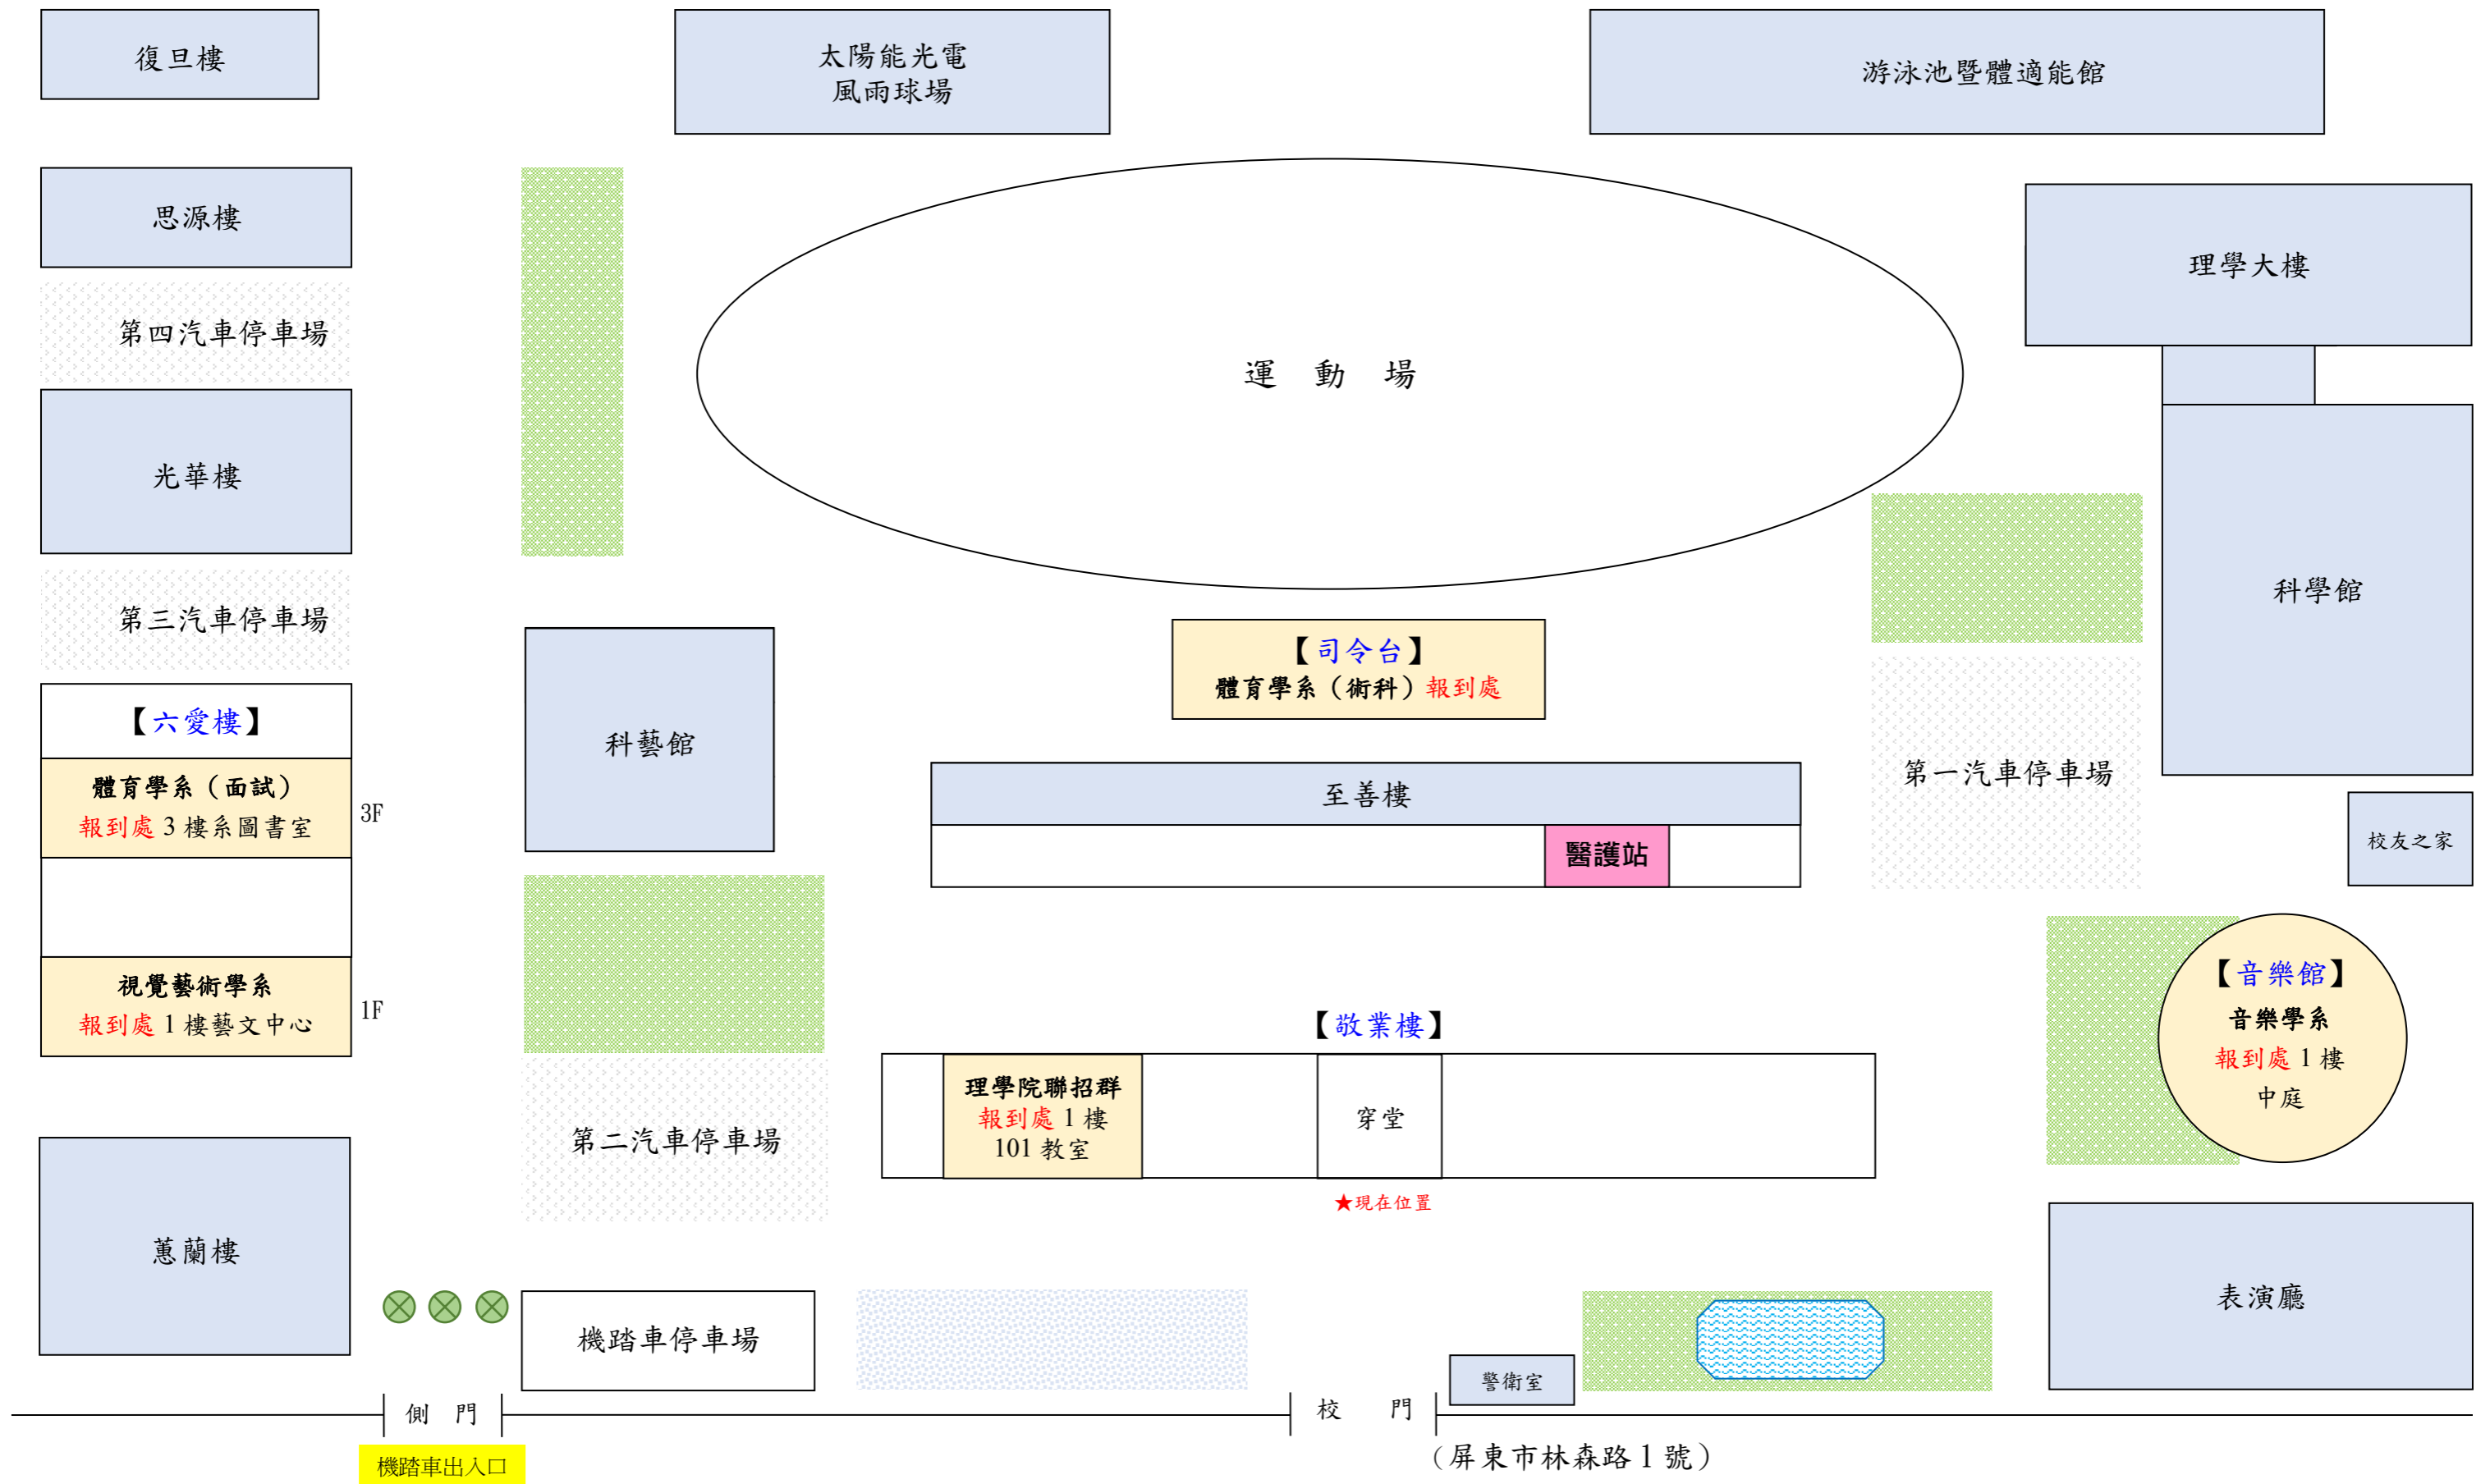 復旦樓
太陽能光電
風雨球場
游泳池暨體適能館
思源樓
理學大樓
第四汽車停車場
運 動 場
光華樓
科學館
第三汽車停車場
【司令台】
體育學系（術科）報到處
【六愛樓】
體育學系（面試）
報到處 3 樓系圖書室
3F
科藝館
至善樓
醫護站
第一汽車停車場
校友之家
視覺藝術學系
報到處 1 樓藝文中心
1F
【音樂館】
音樂學系
報到處 1 樓
中庭
【敬業樓】
理學院聯招群
報到處 1 樓
101 教室
穿堂
★現在位置
第二汽車停車場
蕙蘭樓
機踏車停車場
表演廳
警衛室
側 門
校 門
機踏車出入口
（屏東市林森路 1 號）